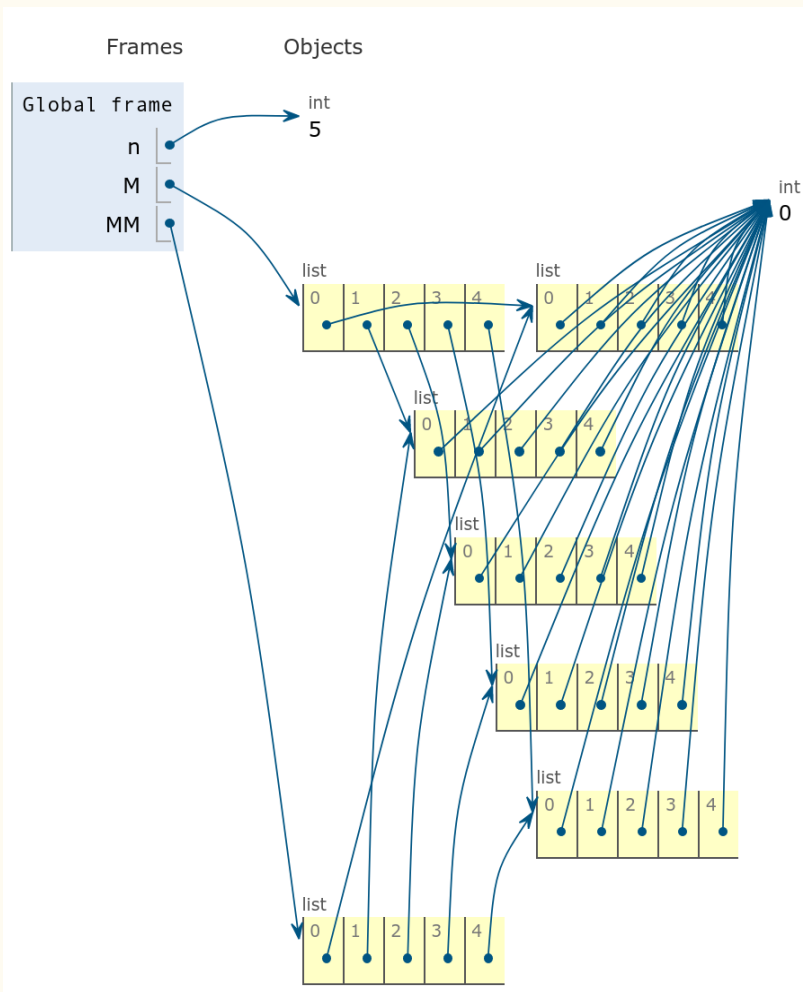 Frames Objects
Global frame
n
M
MM
int
5
int
0
list
0 1 2 3 4
list
0 1 2 3 4
list
0 1 2 3 4
list
0 1 2 3 4
list
0 1 2 3 4
list
0 1 2 3 4
list
0 1 2 3 4